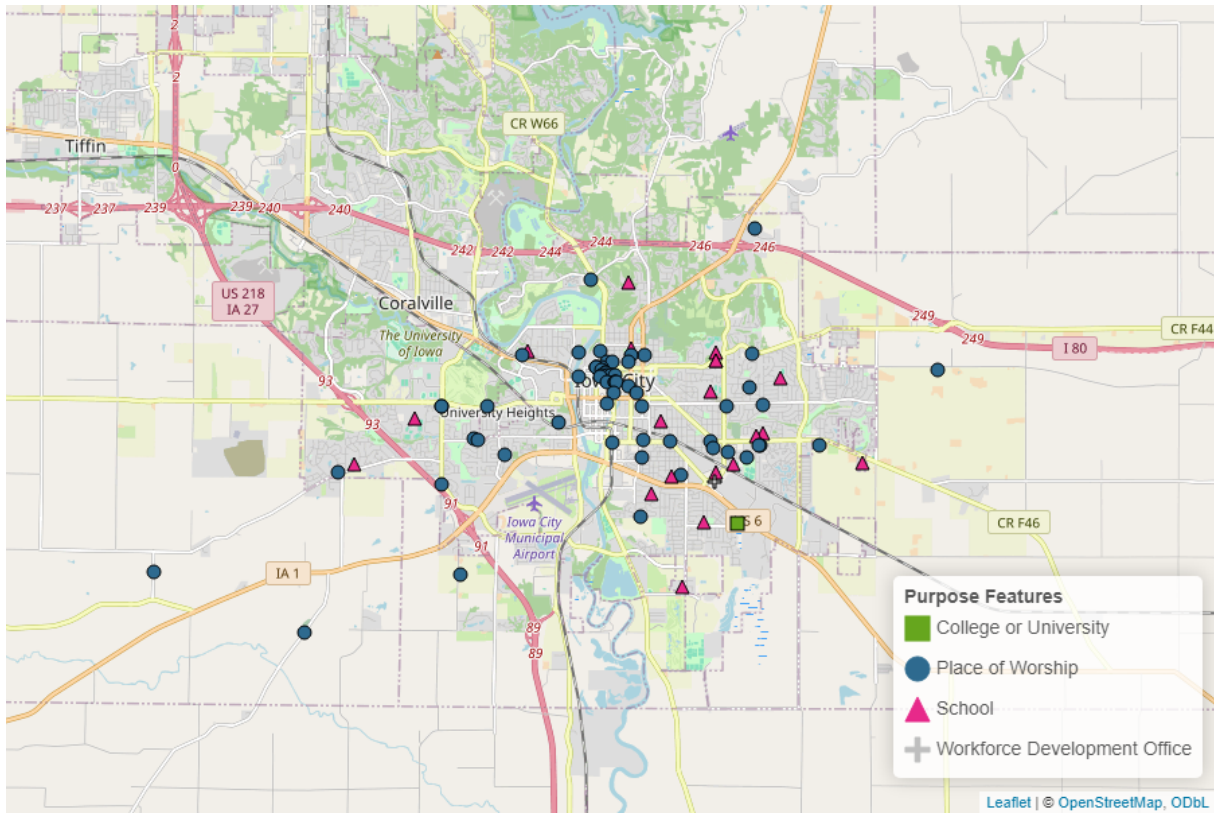 2
2
CR W66
Tiffin
0
237
237
239
239
240
240
242
242
244
244
246
246
US 218
IA 27
Coralville
The University
of Iowa
249
249
CR F44
I 80
93
93
Iowa City
University Heights
91
91
Iowa City
Municipal
Airport
S 6
CR F46
IA 1
89
89
Purpose Features
College or University
Place of Worship
School
Workforce Development Office
Leaflet | © OpenStreetMap, ODbL